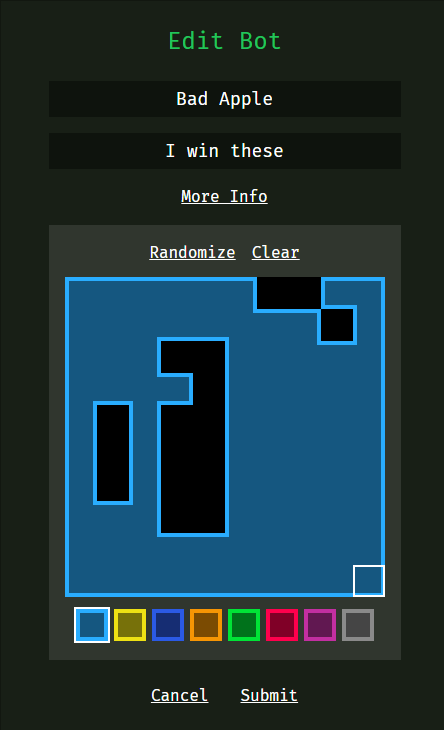 Edit Bot
Bad Apple
I win these
More Info
Randomize Clear
Cancel Submit